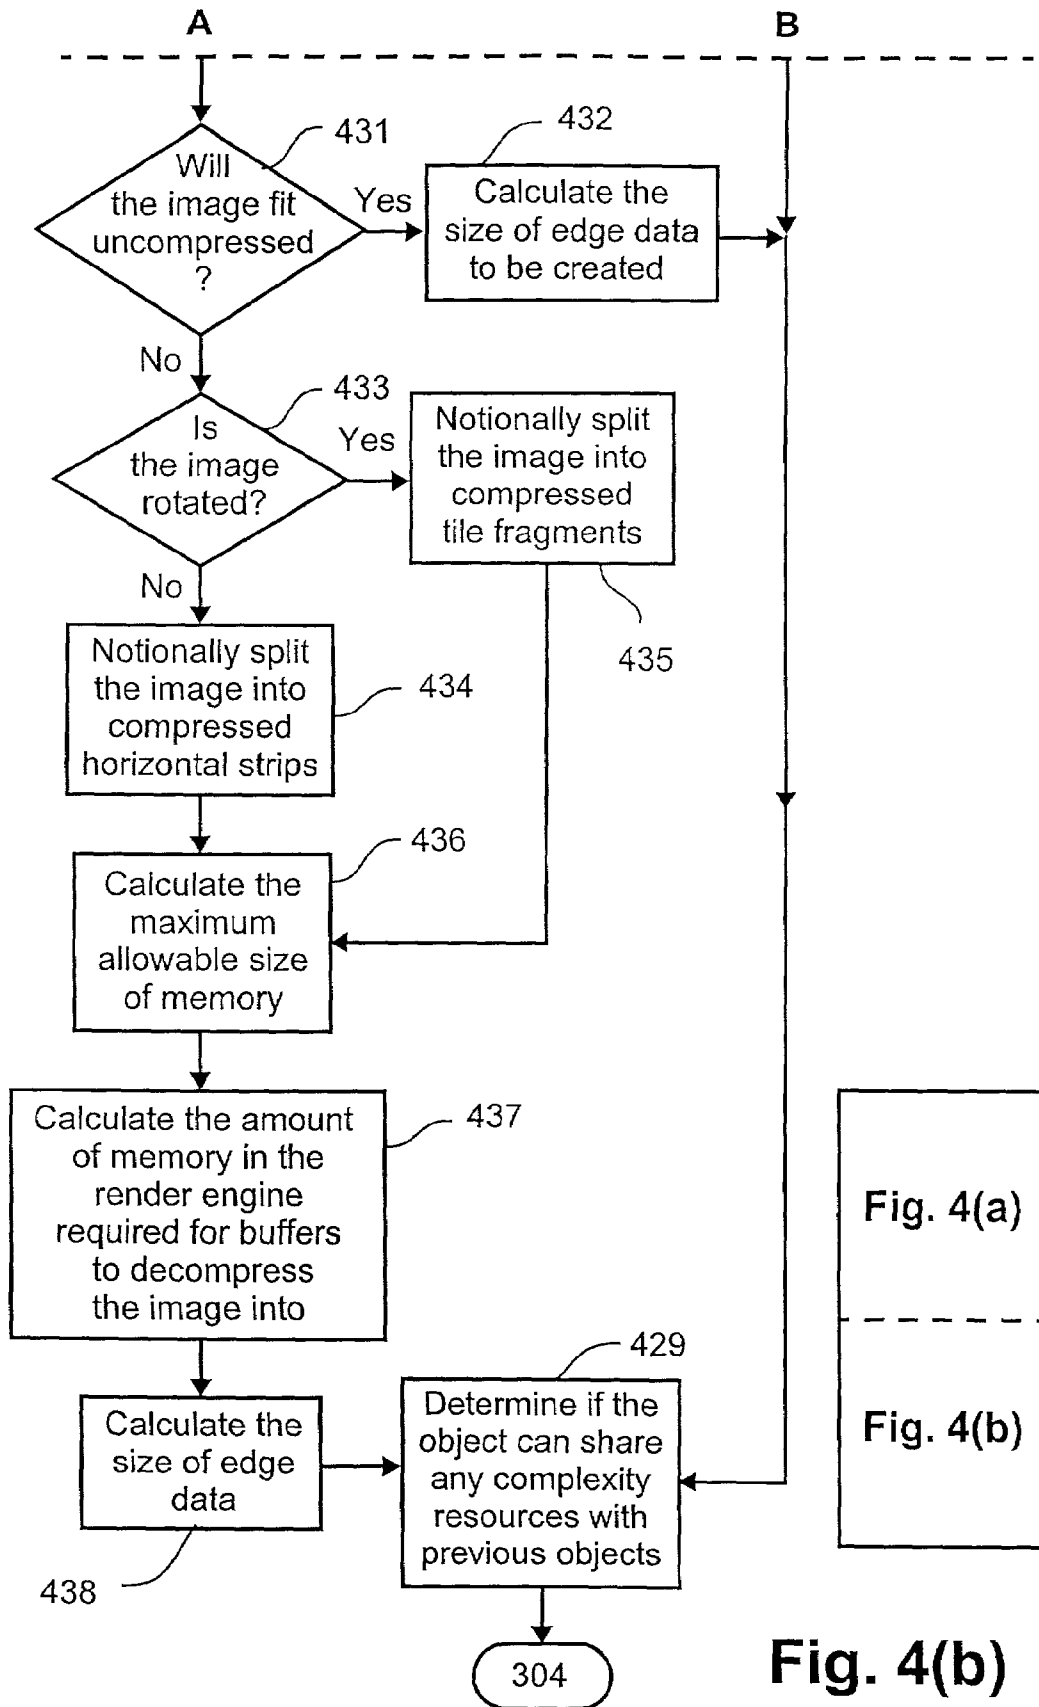 A
B
431
Will
the image fit
uncompressed
?
Yes
432
Calculate the
size of edge data
to be created
No
433
Is
the image
rotated?
Yes
Notionally split
the image into
compressed
tile fragments
435
No
Notionally split
the image into
compressed
horizontal strips
434
436
Calculate the
maximum
allowable size
of memory
Calculate the amount
of memory in the
render engine
required for buffers
to decompress
the image into
437
Fig. 4(a)
Fig. 4(b)
Calculate the
size of edge
data
438
429
Determine if the
object can share
any complexity
resources with
previous objects
304
Fig. 4(b)